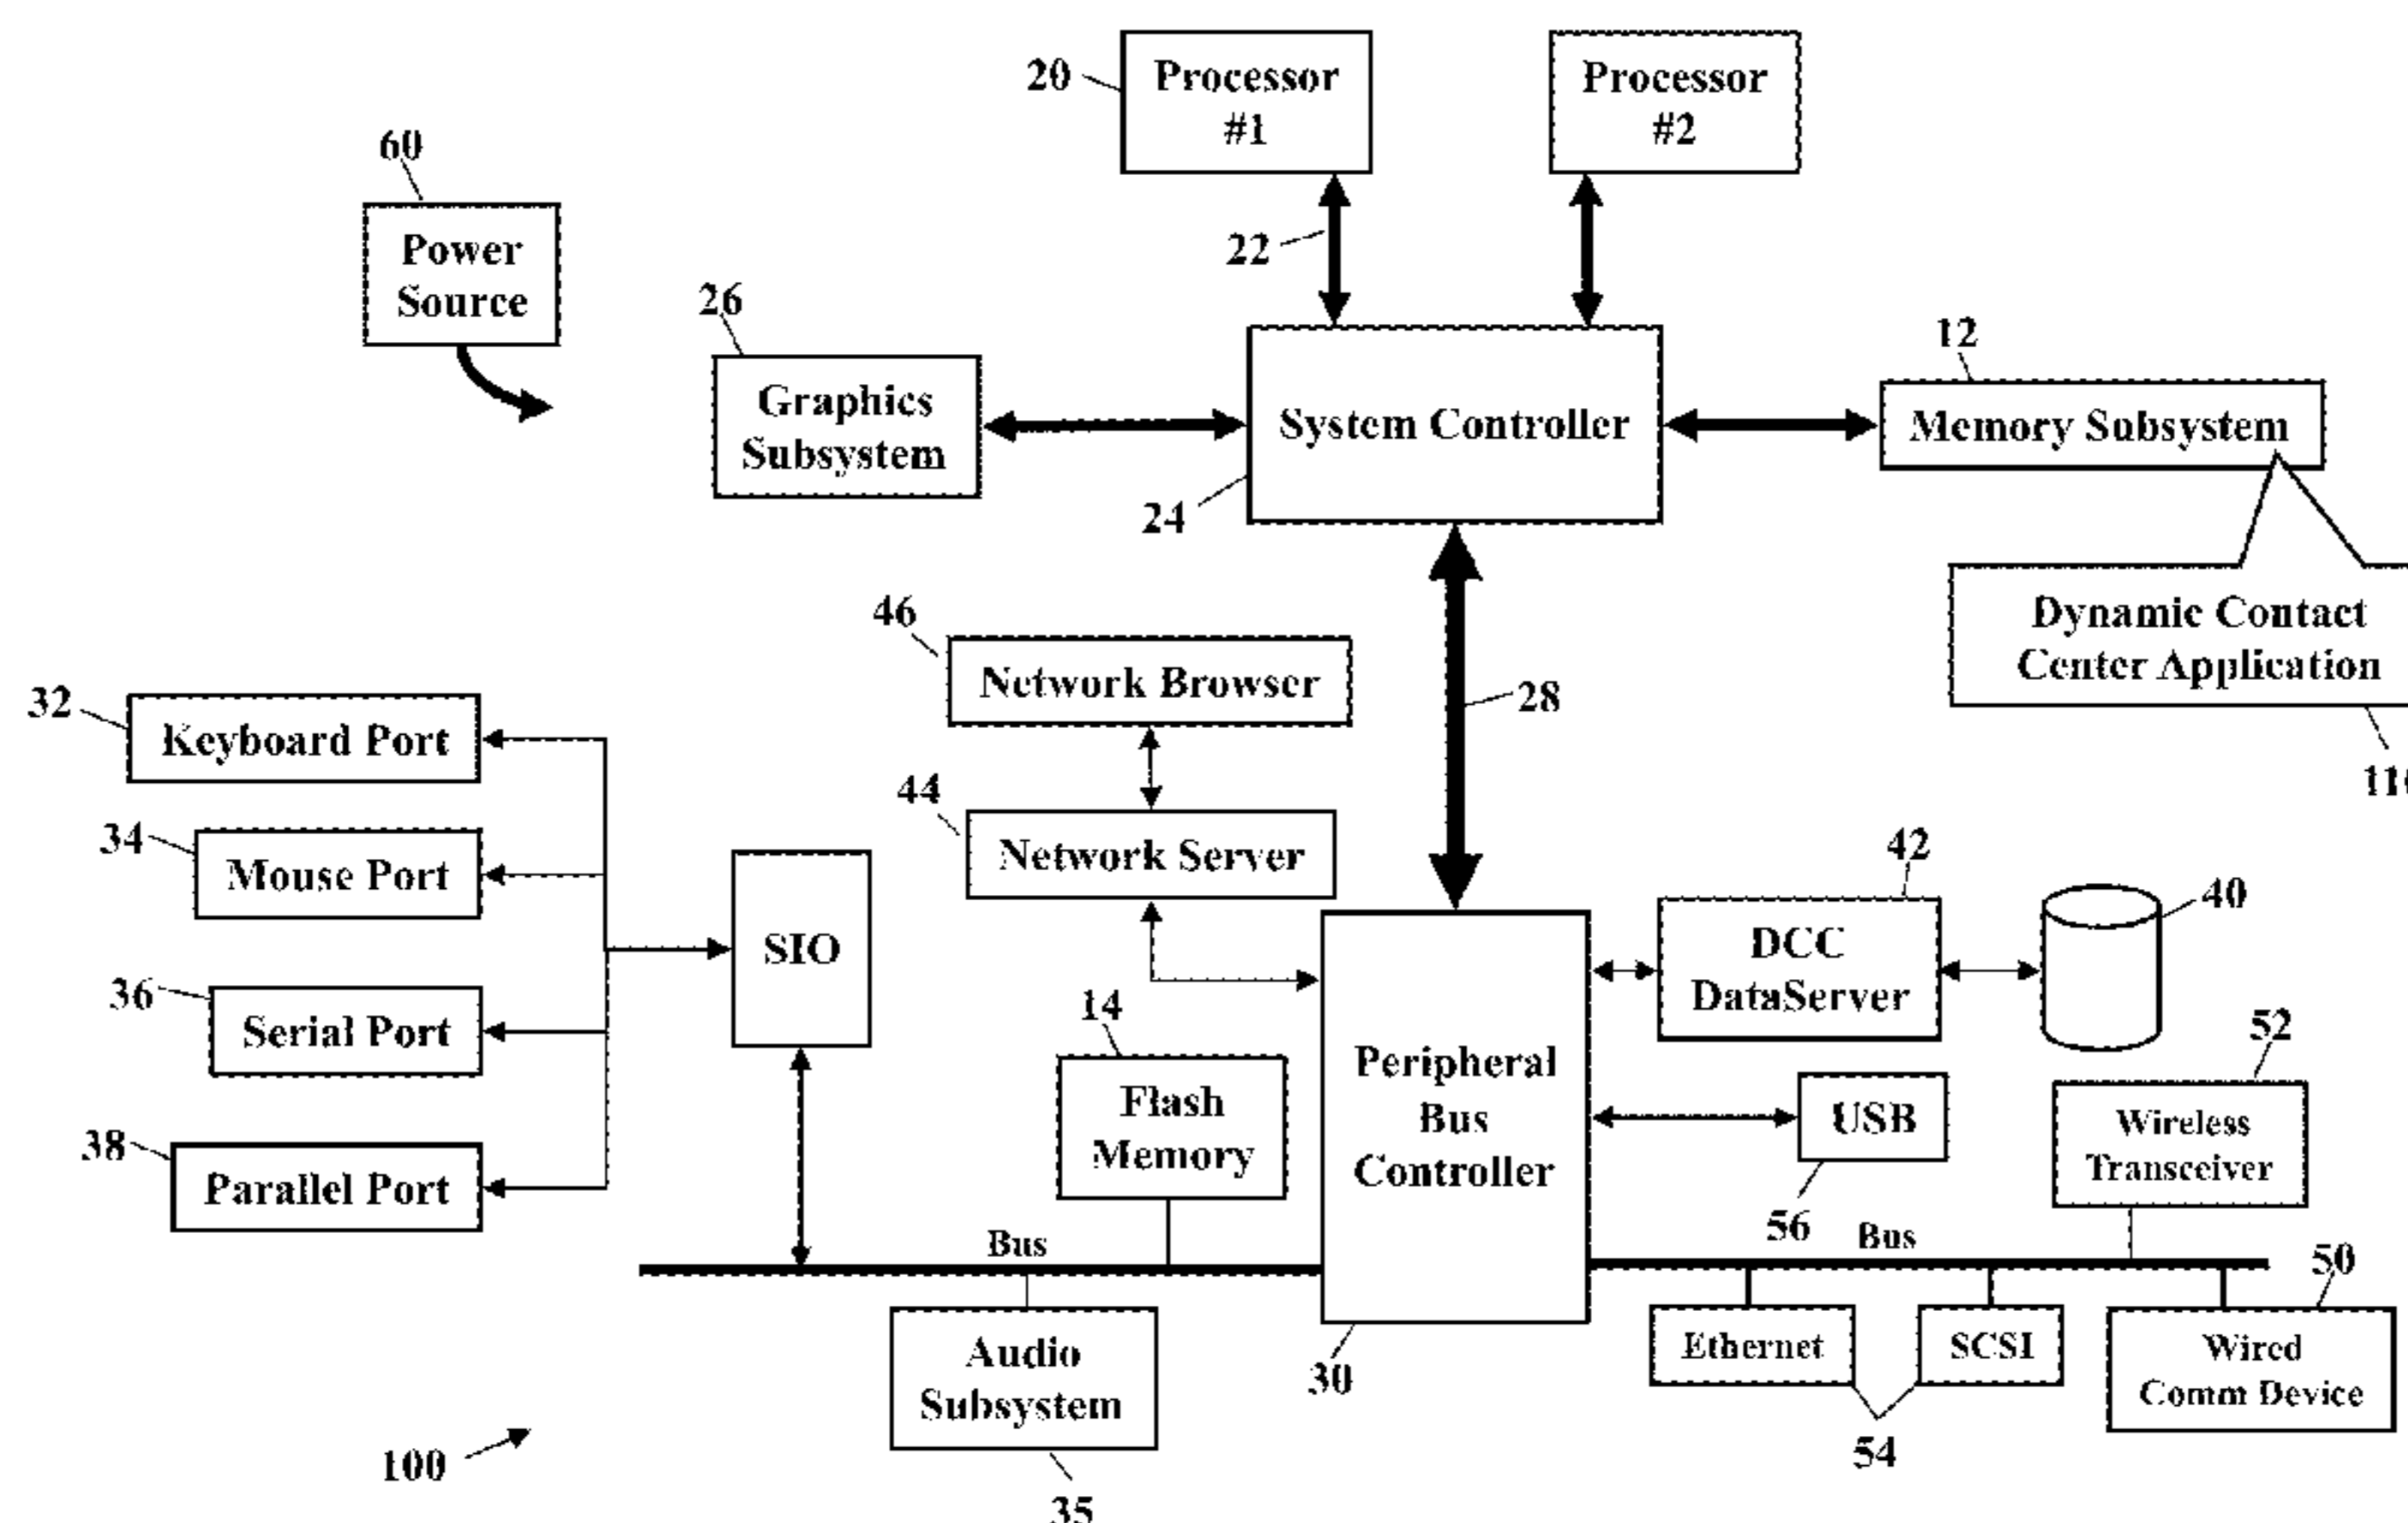 20
Processor
#1
Processor
#2
60
Power
Source
22
26
Graphics
Subsystem
System Controller
24
12
Memory Subsystem
Dynamic Contact
Center Application
46
Network Browser
28
32
Keyboard Port
44
Network Server
34
Mouse Port
SIO
42
DCC
DataServer
40
36
Serial Port
14
Flash
Memory
Peripheral
Bus
Controller
52
Wireless
Transceiver
USB
56
38
Parallel Port
Bus
Bus
50
Audio
Subsystem
30
Ethernet
SCSI
Wired
Comm Device
54
100
35